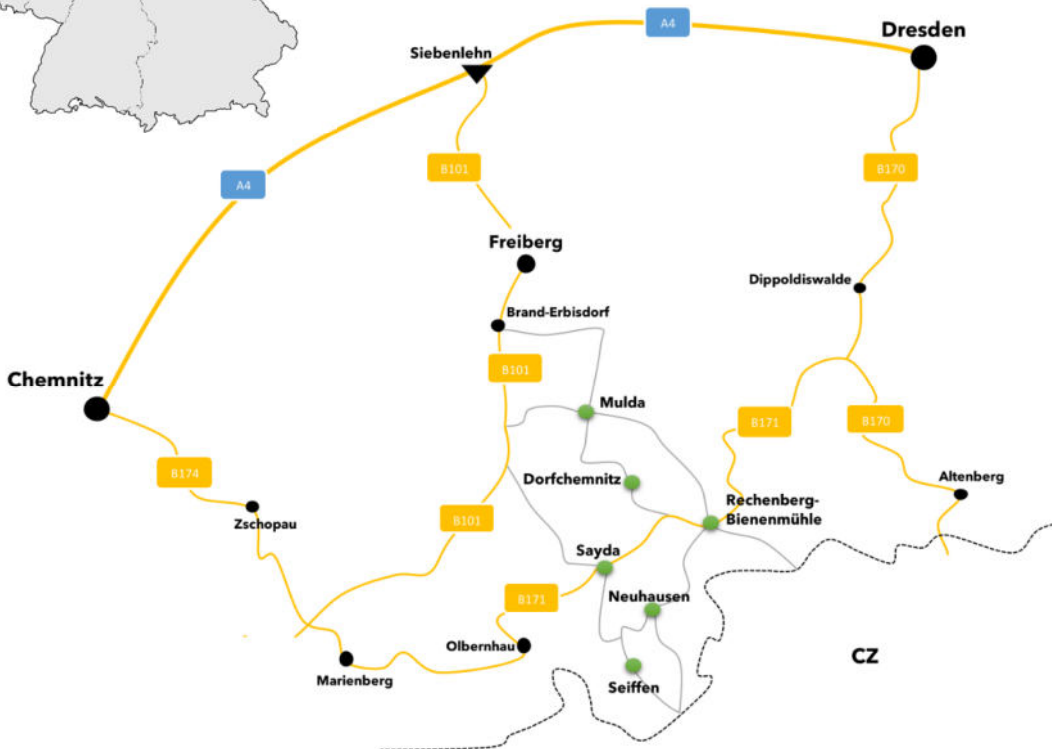 A4
Dresden
Siebenlehn
B101
B170
A4
Freiberg
Dippoldiswalde
Brand-Erbisdorf
B101
Chemnitz
Mulda
B171
B170
B174
Dorfchemnitz
Altenberg
Rechenberg-
Bienenmühle
Zschopau
B101
Sayda
B171
Neuhausen
Olbernhau
CZ
Marienberg
Seiffen